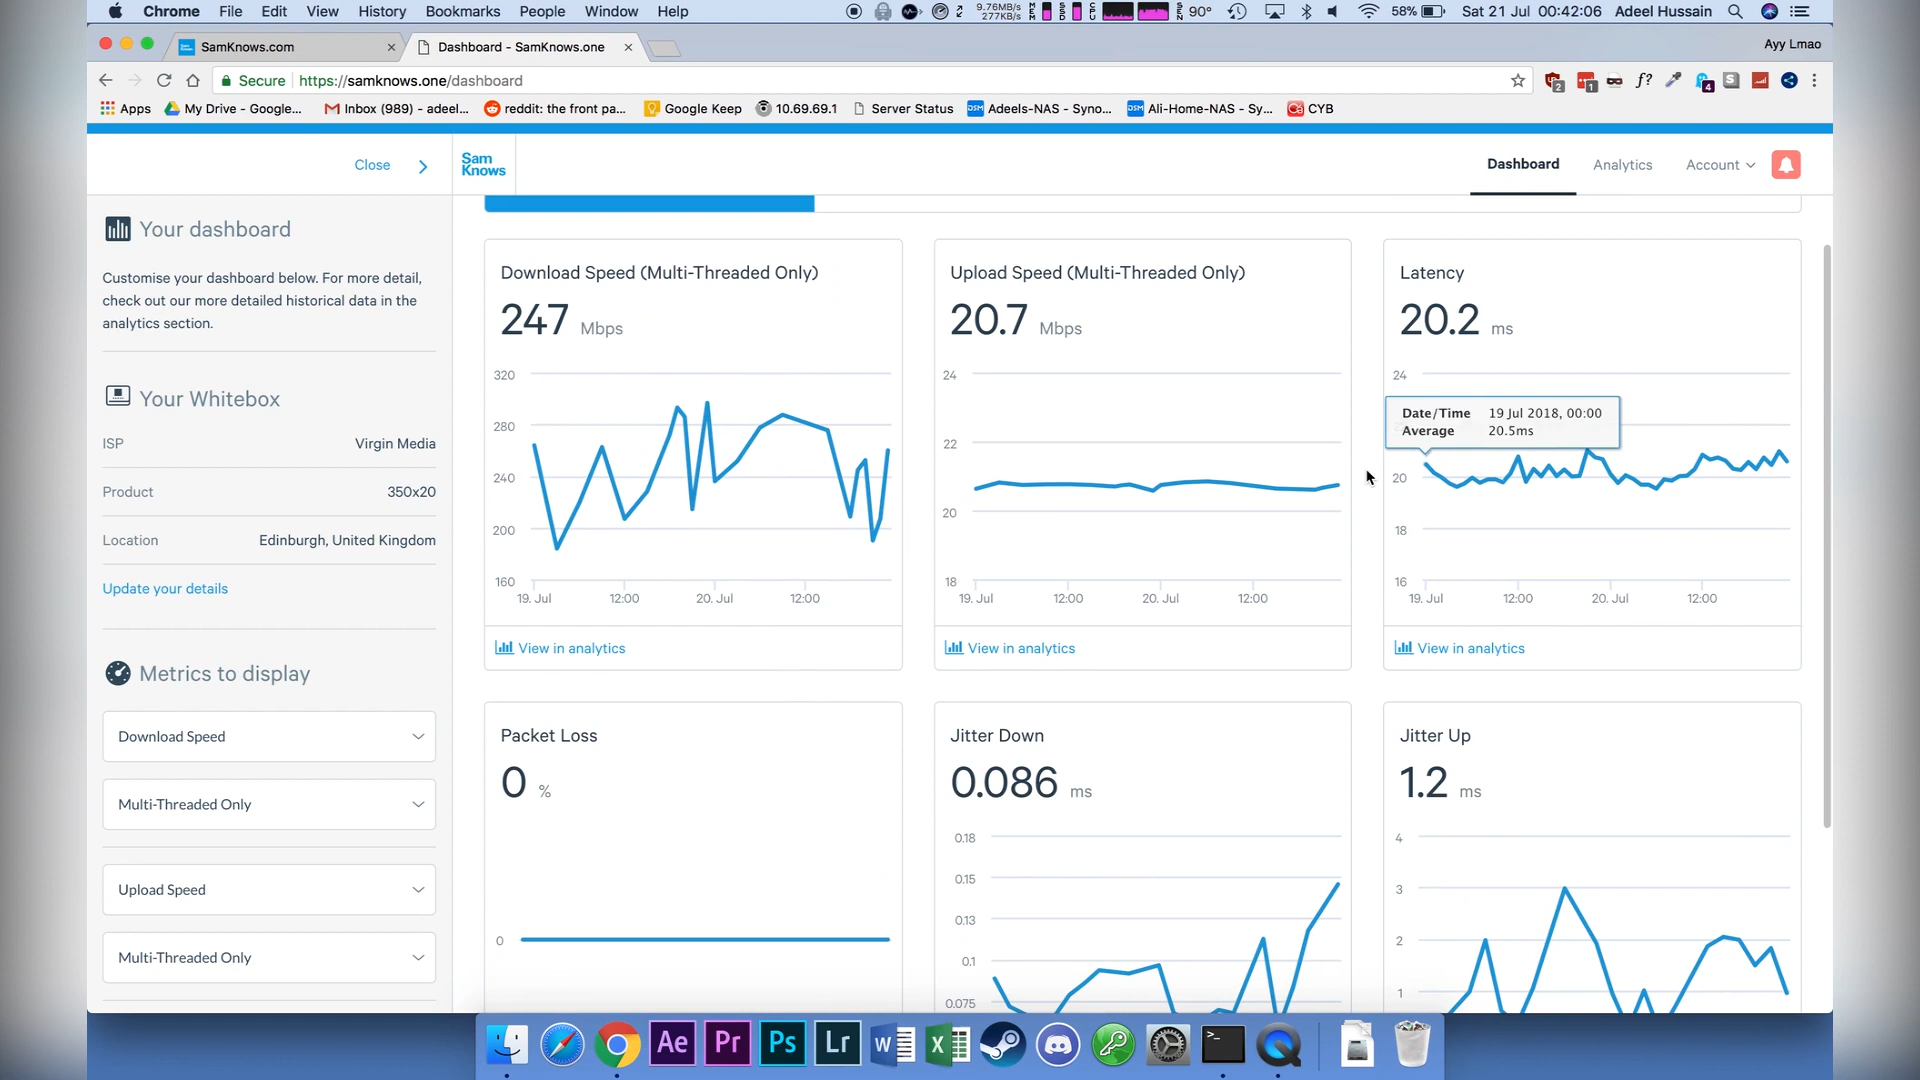 Chrome File Edit View History Bookmarks People Window Help
9.76MB/s
277KB/s
90°
58%
Sat 21 Jul 00:42:06
Adeel Hussain
SamKnows.com
Dashboard - SamKnows.one
Ayy Lmao
Secure https://samknows.one/dashboard
f?
2
1
4
Apps
My Drive - Google...
Inbox (989) - adeel...
reddit: the front pa...
Google Keep
10.69.69.1
Server Status
Adeels-NAS - Syno...
Ali-Home-NAS - Sy...
CYB
Close
Sam
Knows
Dashboard
Analytics
Account
Your dashboard
Customise your dashboard below. For more detail,
check out our more detailed historical data in the
analytics section.
Your Whitebox
ISP Virgin Media
Product 350x20
Location Edinburgh, United Kingdom
Update your details
Metrics to display
Download Speed
Multi-Threaded Only
Upload Speed
Multi-Threaded Only
Download Speed (Multi-Threaded Only)
247 Mbps
320
280
240
200
160
19. Jul 12:00 20. Jul 12:00
View in analytics
Upload Speed (Multi-Threaded Only)
20.7 Mbps
24
22
20
18
19. Jul 12:00 20. Jul 12:00
View in analytics
Latency
20.2 ms
24
Date/Time 19 Jul 2018, 00:00
Average 20.5ms
20
18
16
19. Jul 12:00 20. Jul 12:00
View in analytics
Packet Loss
0 %
0
Jitter Down
0.086 ms
0.18
0.15
0.13
0.1
0.075
Jitter Up
1.2 ms
4
3
2
1
Ae
Pr
Ps
Lr
W
X